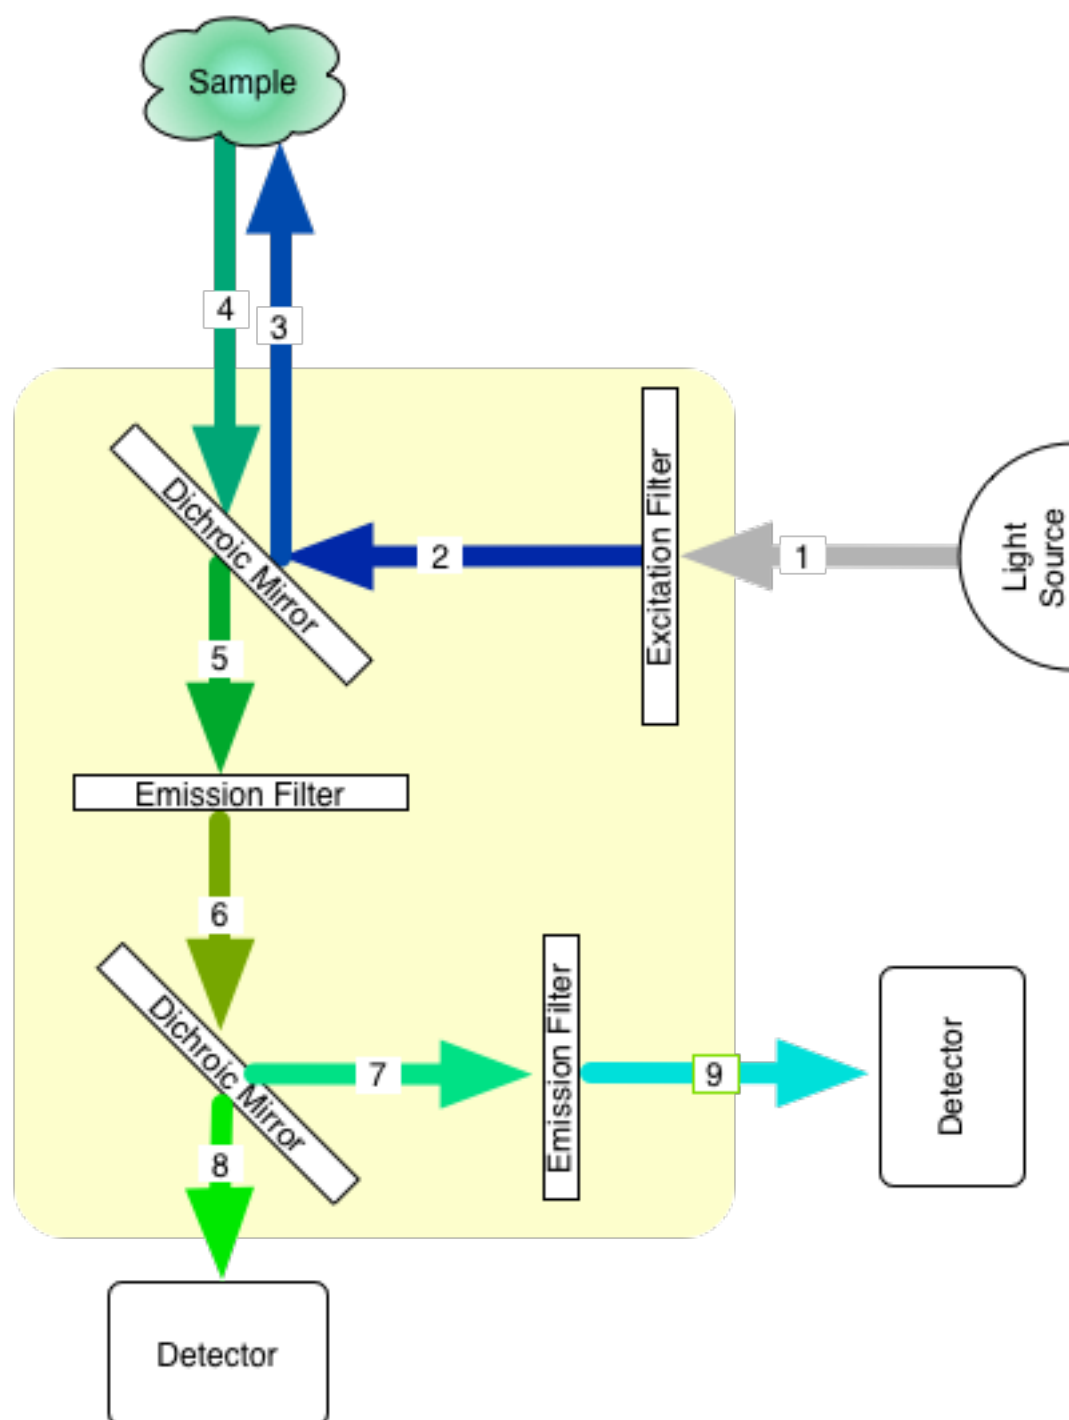 Sample
4
3
Dichroic Mirror
2
Excitation Filter
1
Light
Source
5
Emission Filter
6
Dichroic Mirror
7
Emission Filter
9
Detector
8
Detector